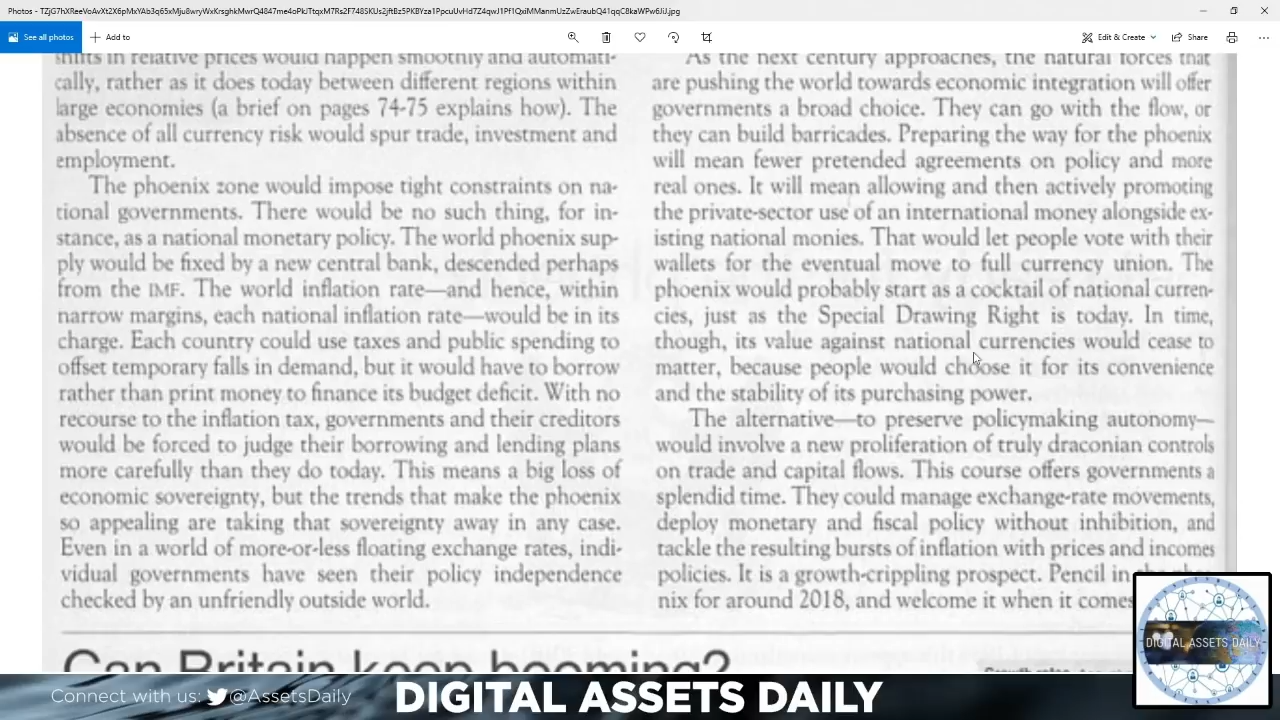 Photos - TZjG7hXReeVoAvXt2X6pMxYAb3q65xMju8wryWxKrsghkMwrQ4847me4oPkJTtqxM7Rs2F748SKUs2jftBz5PKBYza1PpcuUvHd7Z4qwJ1Pf1QxiMManmUzZwEraubQ41qqC8kaWPw6JiJ.jpg
See all photos
Add to
Edit & Create
Share
shifts in relative prices would happen smoothly and automati-
cally, rather as it does today between different regions within
large economies (a brief on pages 74-75 explains how). The
absence of all currency risk would spur trade, investment and
employment.
The phoenix zone would impose tight constraints on na-
tional governments. There would be no such thing, for in-
stance, as a national monetary policy. The world phoenix sup-
ply would be fixed by a new central bank, descended perhaps
from the IMF. The world inflation rate—and hence, within
narrow margins, each national inflation rate—would be in its
charge. Each country could use taxes and public spending to
offset temporary falls in demand, but it would have to borrow
rather than print money to finance its budget deficit. With no
recourse to the inflation tax, governments and their creditors
would be forced to judge their borrowing and lending plans
more carefully than they do today. This means a big loss of
economic sovereignty, but the trends that make the phoenix
so appealing are taking that sovereignty away in any case.
Even in a world of more-or-less floating exchange rates, indi-
vidual governments have seen their policy independence
checked by an unfriendly outside world.
As the next century approaches, the natural forces that
are pushing the world towards economic integration will offer
governments a broad choice. They can go with the flow, or
they can build barricades. Preparing the way for the phoenix
will mean fewer pretended agreements on policy and more
real ones. It will mean allowing and then actively promoting
the private-sector use of an international money alongside ex-
isting national monies. That would let people vote with their
wallets for the eventual move to full currency union. The
phoenix would probably start as a cocktail of national curren-
cies, just as the Special Drawing Right is today. In time,
though, its value against national currencies would cease to
matter, because people would choose it for its convenience
and the stability of its purchasing power.
The alternative—to preserve policymaking autonomy—
would involve a new proliferation of truly draconian controls
on trade and capital flows. This course offers governments a
splendid time. They could manage exchange-rate movements,
deploy monetary and fiscal policy without inhibition, and
tackle the resulting bursts of inflation with prices and incomes
policies. It is a growth-crippling prospect. Pencil in the phoe-
nix for around 2018, and welcome it when it comes
Can Britain keep booming?
Growth rates
DIGITAL ASSETS DAILY
Connect with us: @AssetsDaily
DIGITAL ASSETS DAILY